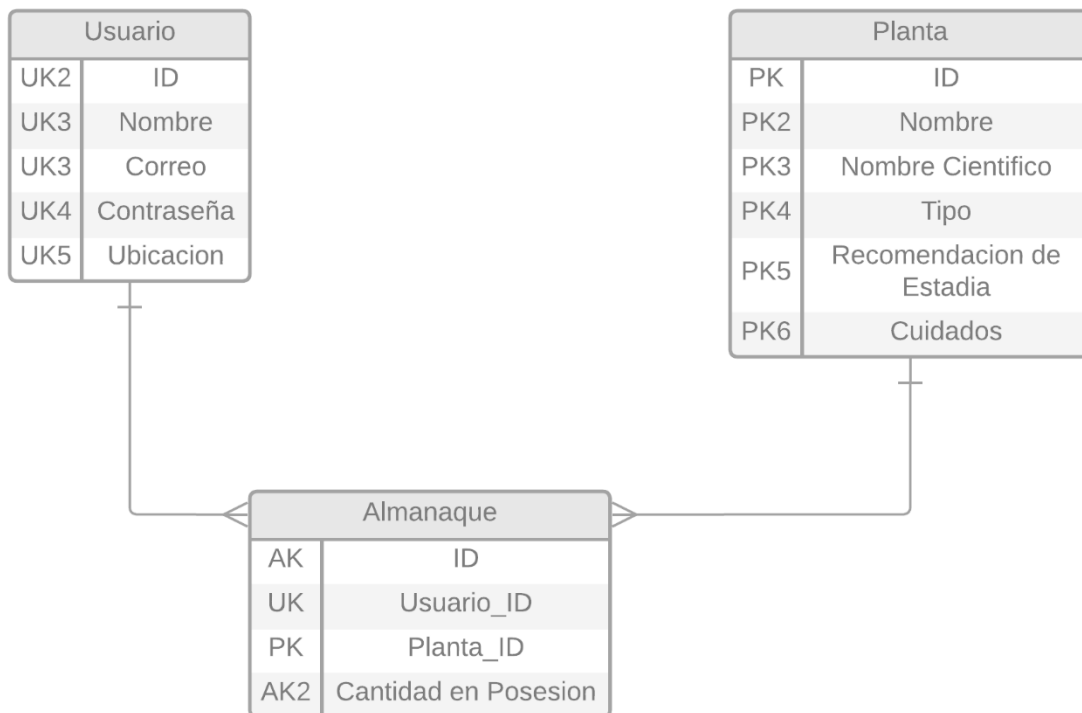 Usuario
UK2 ID
UK3 Nombre
UK3 Correo
UK4 Contraseña
UK5 Ubicacion
Planta
PK ID
PK2 Nombre
PK3 Nombre Cientifico
PK4 Tipo
PK5 Recomendacion de
Estadia
PK6 Cuidados
Almanaque
AK ID
UK Usuario_ID
PK Planta_ID
AK2 Cantidad en Posesion